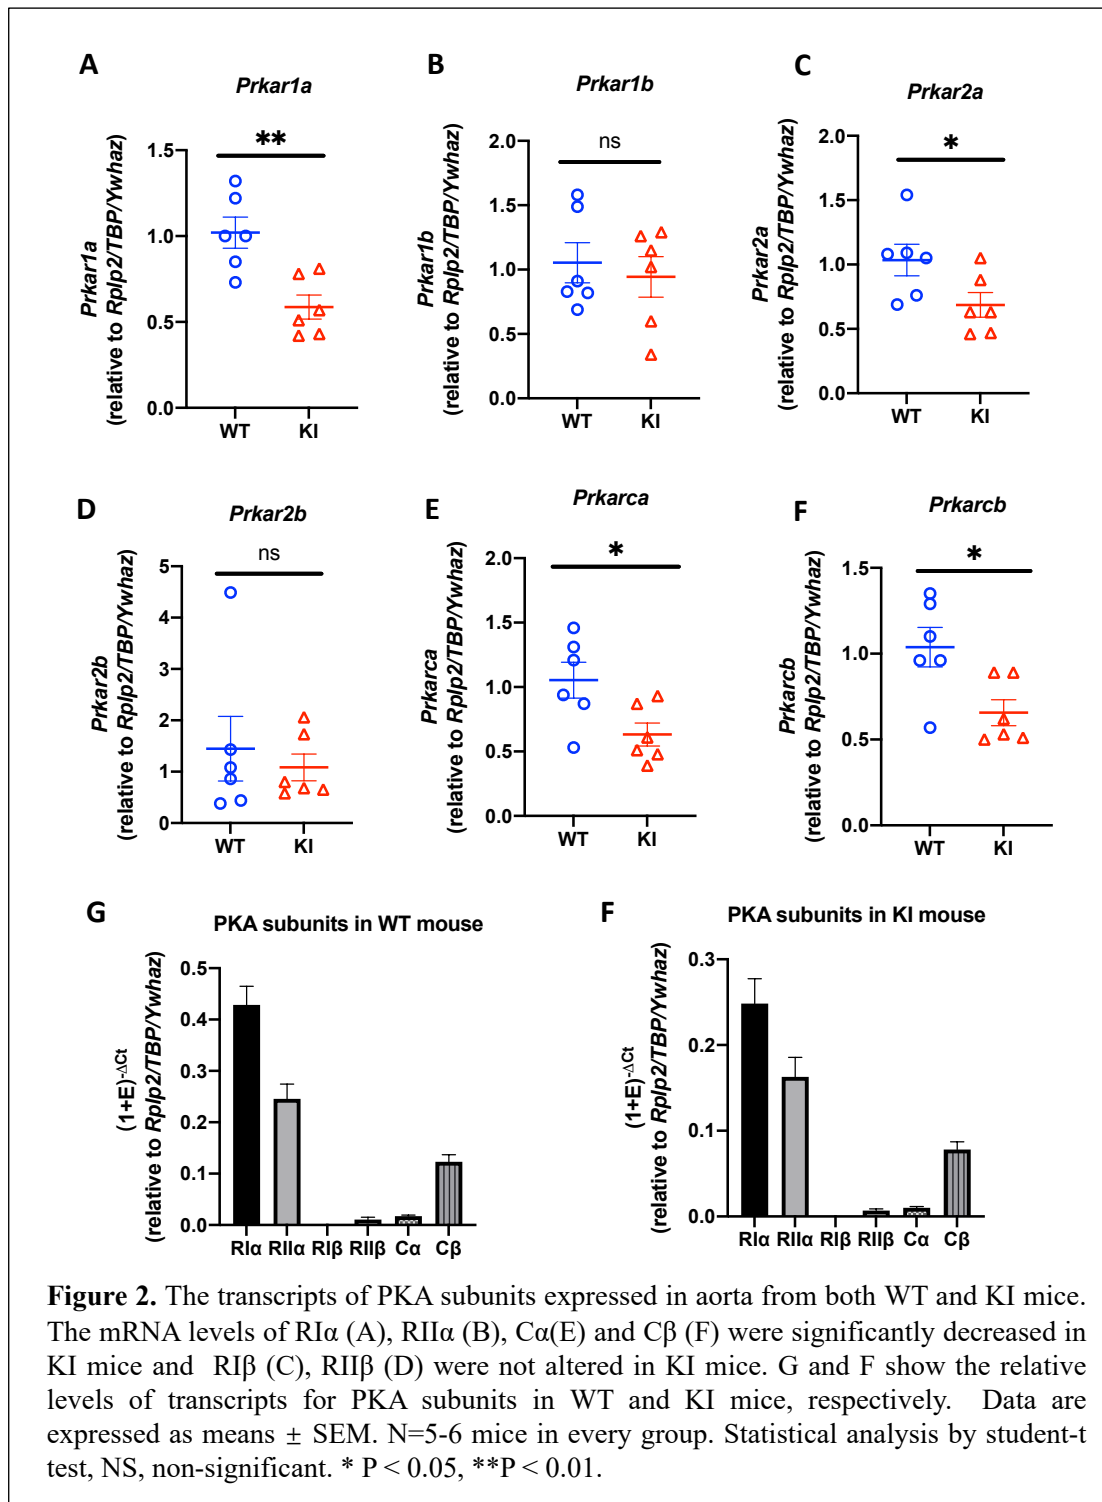 A
Prkar1a
**
Prkar1a
(relative to Rplp2/TBP/Ywhaz)
1.5
1.0
0.5
0.0
WT KI
B
Prkar1b
ns
Prkar1b
(relative to Rplp2/TBP/Ywhaz)
2.0
1.5
1.0
0.5
0.0
WT KI
C
Prkar2a
*
Prkar2a
(relative to Rplp2/TBP/Ywhaz)
2.0
1.5
1.0
0.5
0.0
WT KI
D
Prkar2b
ns
Prkar2b
(relative to Rplp2/TBP/Ywhaz)
5
4
3
2
1
0
WT KI
E
Prkarca
*
Prkarca
(relative to Rplp2/TBP/Ywhaz)
2.0
1.5
1.0
0.5
0.0
WT KI
F
Prkarcb
*
Prkarcb
(relative to Rplp2/TBP/Ywhaz)
1.5
1.0
0.5
0.0
WT KI
G
PKA subunits in WT mouse
(1+E)-ΔCt
(relative to Rplp2/TBP/Ywhaz)
0.5
0.4
0.3
0.2
0.1
0.0
RIα RIIα RIβ RIIβ Cα Cβ
F
PKA subunits in KI mouse
(1+E)-ΔCt
(relative to Rplp2/TBP/Ywhaz)
0.3
0.2
0.1
0.0
RIα RIIα RIβ RIIβ Cα Cβ
Figure 2. The transcripts of PKA subunits expressed in aorta from both WT and KI mice.
The mRNA levels of RIα (A), RIIα (B), Cα(E) and Cβ (F) were significantly decreased in
KI mice and RIβ (C), RIIβ (D) were not altered in KI mice. G and F show the relative
levels of transcripts for PKA subunits in WT and KI mice, respectively. Data are
expressed as means ± SEM. N=5-6 mice in every group. Statistical analysis by student-t
test, NS, non-significant. * P < 0.05, **P < 0.01.